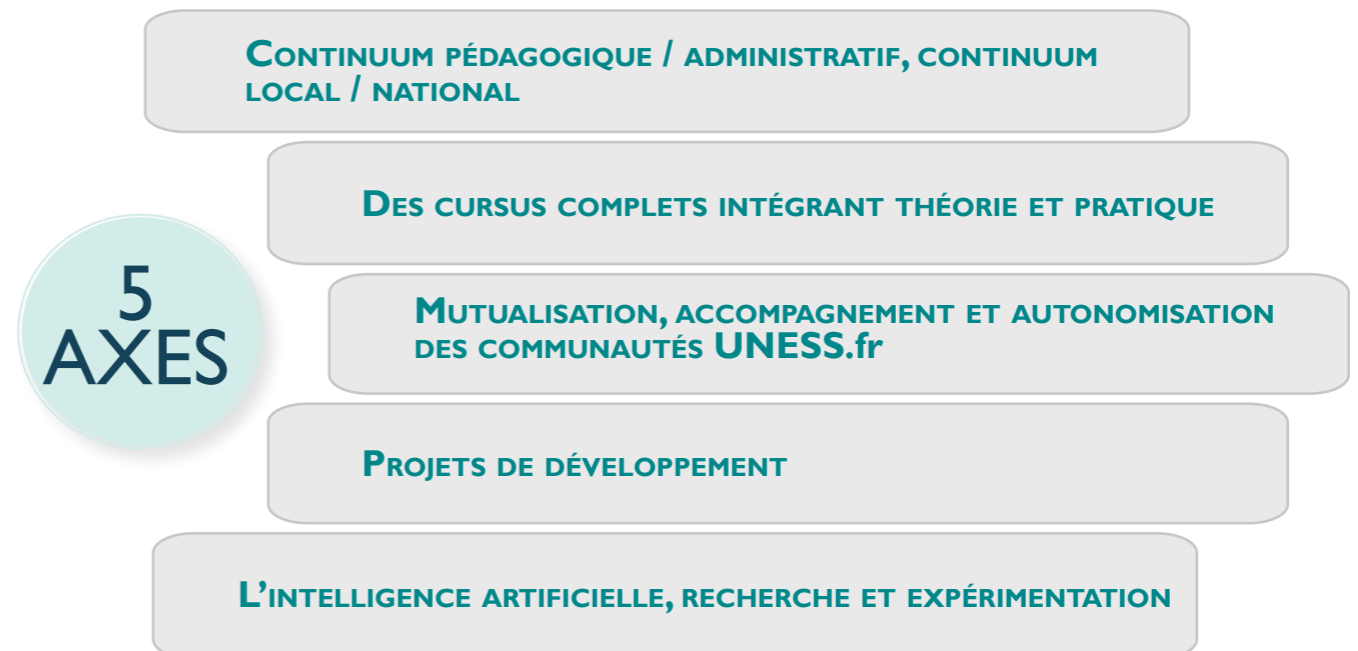 Continuum pédagogique / administratif, continuum
local / national
Des cursus complets intégrant théorie et pratique
5
AXES
Mutualisation, accompagnement et autonomisation
des communautés UNESS.fr
Projets de développement
L’intelligence artificielle, recherche et expérimentation